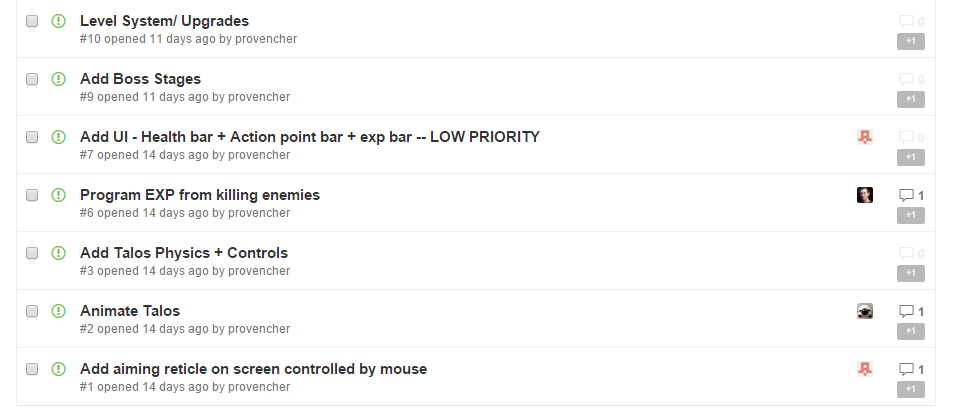 Level System/ Upgrades
0
#10 opened 11 days ago by provencher
+1
Add Boss Stages
0
#9 opened 11 days ago by provencher
+1
Add UI - Health bar + Action point bar + exp bar -- LOW PRIORITY
0
#7 opened 14 days ago by provencher
+1
Program EXP from killing enemies
1
#6 opened 14 days ago by provencher
+1
Add Talos Physics + Controls
0
#3 opened 14 days ago by provencher
+1
Animate Talos
1
#2 opened 14 days ago by provencher
+1
Add aiming reticle on screen controlled by mouse
1
#1 opened 14 days ago by provencher
+1